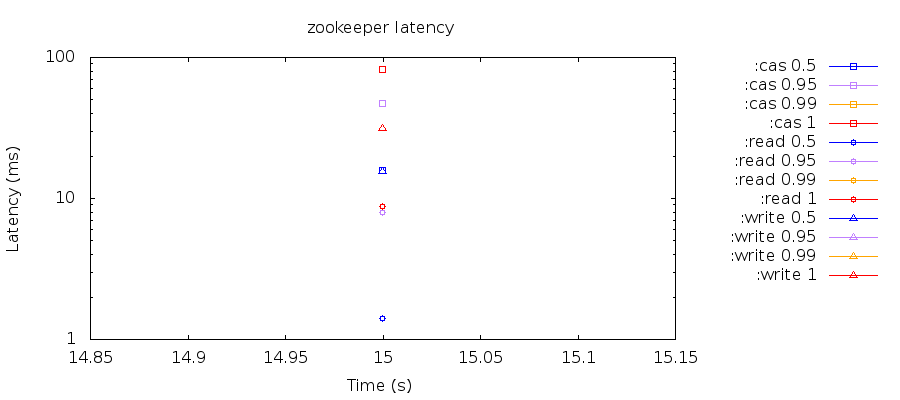 zookeeper latency
100
10
1
Latency (ms)
14.85 14.9 14.95 15 15.05 15.1 15.15
Time (s)
:cas 0.5
:cas 0.95
:cas 0.99
:cas 1
:read 0.5
:read 0.95
:read 0.99
:read 1
:write 0.5
:write 0.95
:write 0.99
:write 1